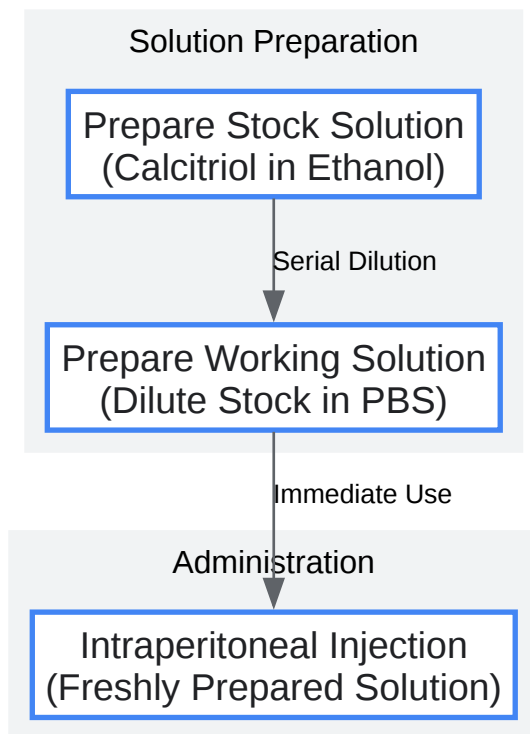 Solution Preparation
Prepare Stock Solution
(Calcitriol in Ethanol)
Serial Dilution
Prepare Working Solution
(Dilute Stock in PBS)
Immediate Use
Administration
Intraperitoneal Injection
(Freshly Prepared Solution)